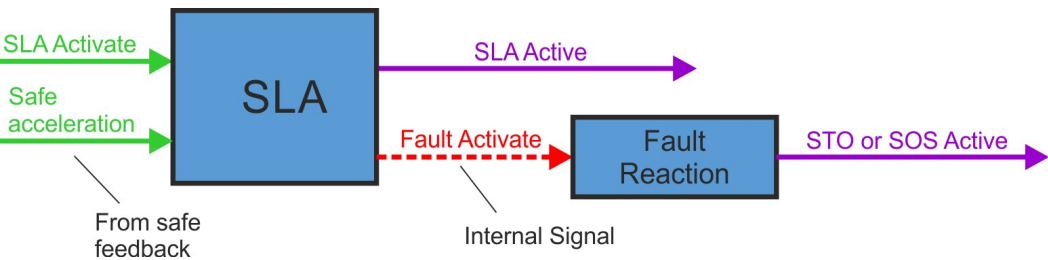 SLA Activate
Safe
acceleration
From safe
feedback
SLA
SLA Active
Fault Activate
Internal Signal
Fault
Reaction
STO or SOS Active